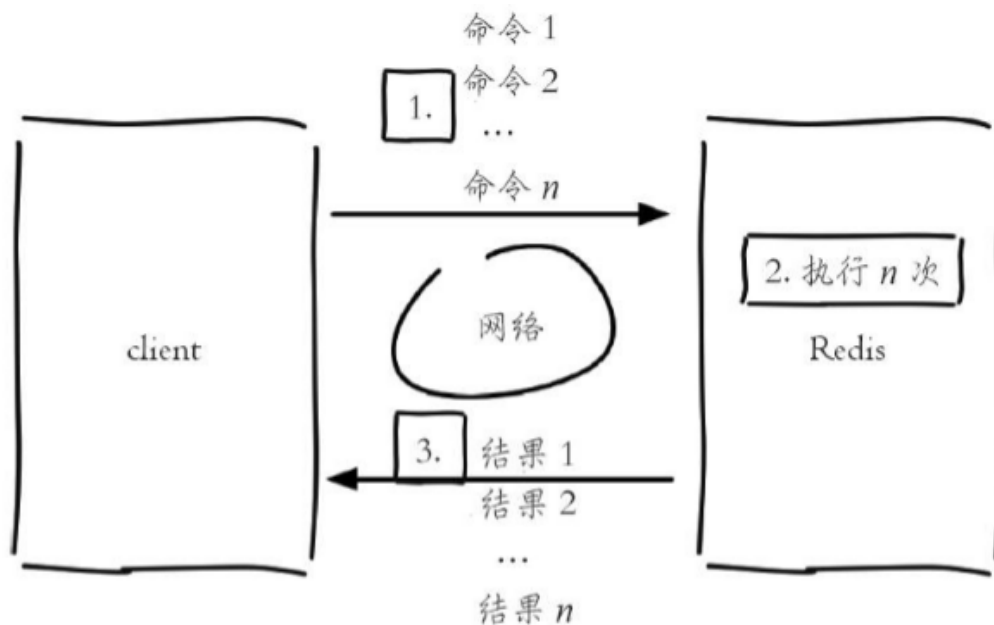 命令 1
命令 2
1.
...
命令 n
2. 执行 n 次
网络
client
Redis
3.
结果 1
结果 2
...
结果 n